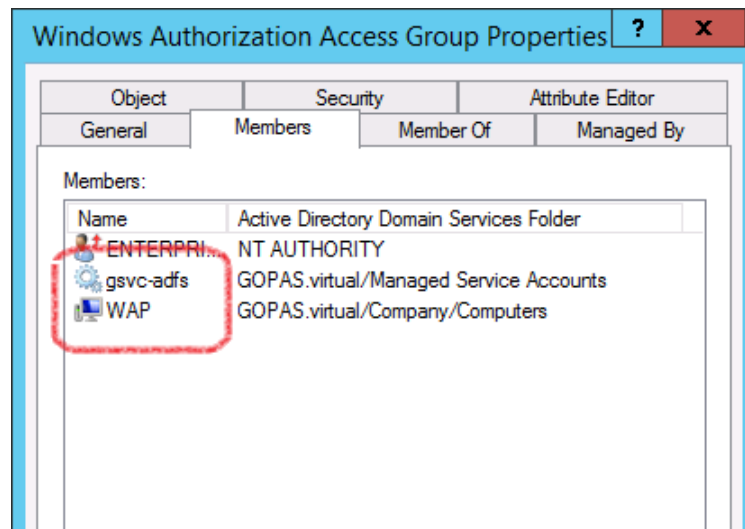 Windows Authorization Access Group Properties ? x
Object Security Attribute Editor
General Members Member Of Managed By
Members:
Name Active Directory Domain Services Folder
ENTERPRI... NT AUTHORITY
gsvc-adfs GOPAS.virtual/Managed Service Accounts
WAP GOPAS.virtual/Company/Computers